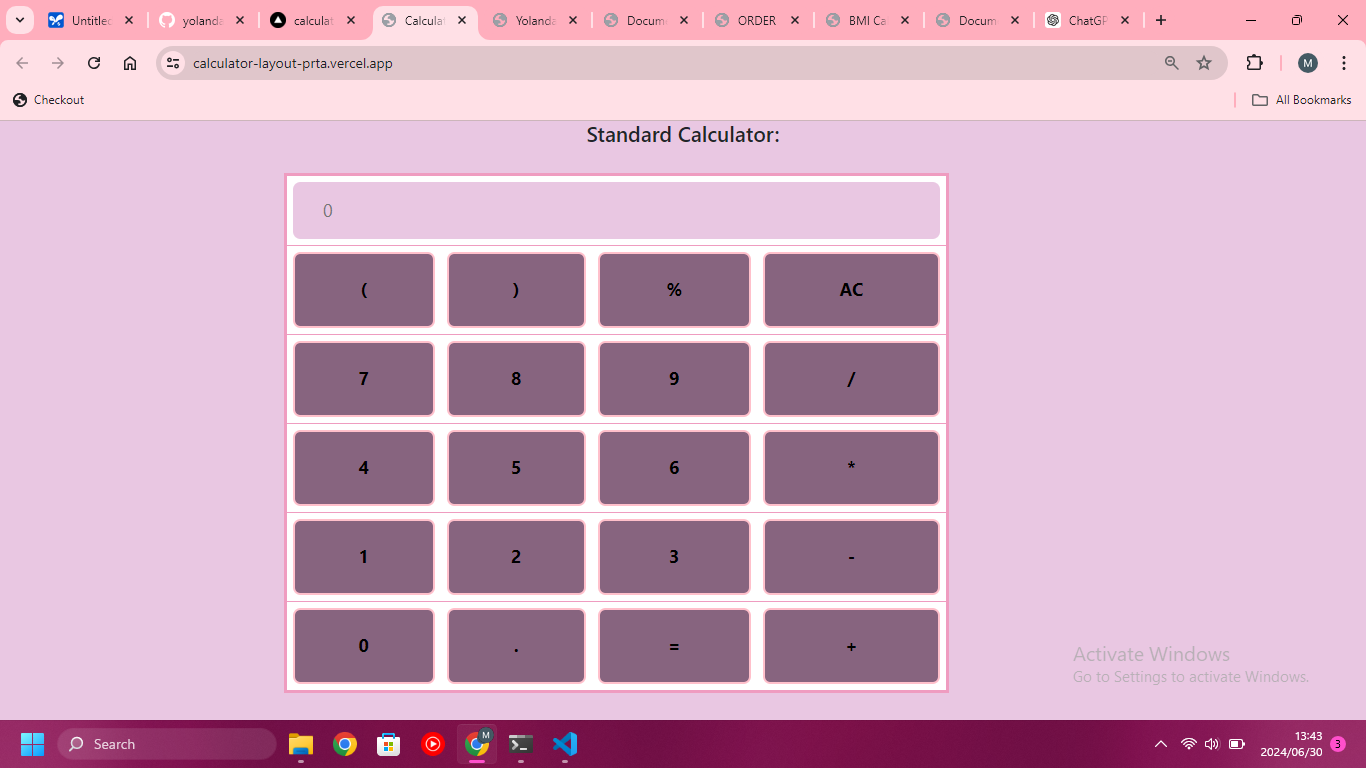 Untitled
yolanda
calculat
Calculat
Yolanda
Docum
ORDER
BMI Ca
Docum
ChatGP
calculator-layout-prta.vercel.app
M
Checkout
All Bookmarks
Standard Calculator:
0
( ) % AC
7 8 9 /
4 5 6 *
1 2 3 -
0 . = +
Activate Windows
Go to Settings to activate Windows.
Search
M
13:43
2024/06/30
3